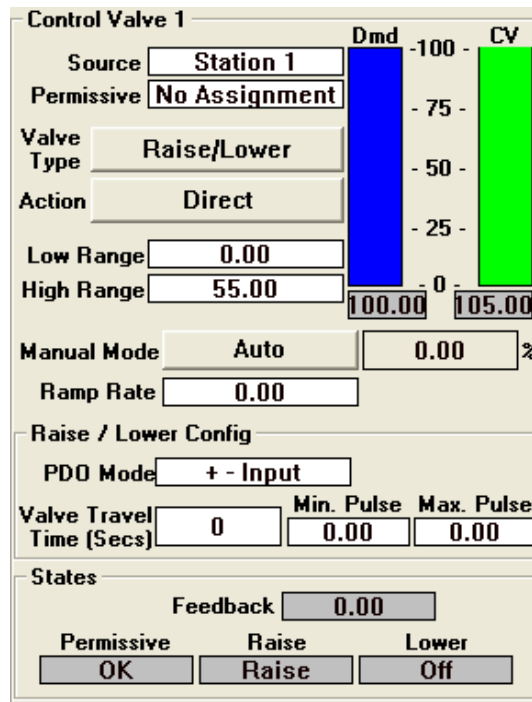 Control Valve 1
Dmd CV
Source Station 1
Permissive No Assignment
Valve Type Raise/Lower
Action Direct
-100 -
- 75 -
- 50 -
- 25 -
- 0 -
Low Range 0.00
High Range 55.00
100.00 105.00
Manual Mode Auto 0.00 %
Ramp Rate 0.00
Raise / Lower Config
PDO Mode + - Input
Valve Travel Time (Secs) 0
Min. Pulse Max. Pulse
0.00 0.00
States
Feedback 0.00
Permissive Raise Lower
OK Raise Off